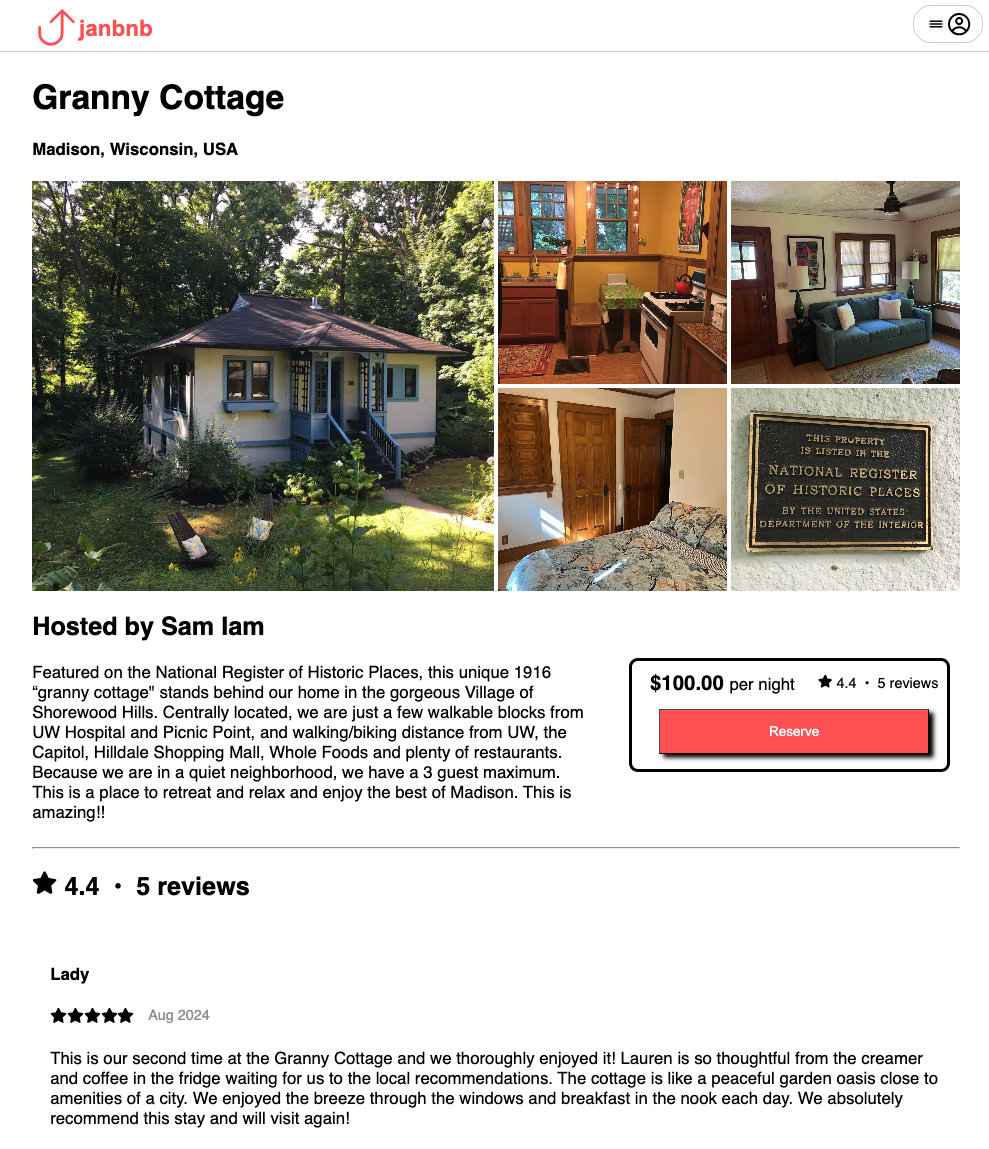 janbnb
Granny Cottage
Madison, Wisconsin, USA
THIS PROPERTY
IS LISTED IN THE
NATIONAL REGISTER
OF HISTORIC PLACES
BY THE UNITED STATES
DEPARTMENT OF THE INTERIOR
Hosted by Sam Iam
Featured on the National Register of Historic Places, this unique 1916
“granny cottage" stands behind our home in the gorgeous Village of
Shorewood Hills. Centrally located, we are just a few walkable blocks from
UW Hospital and Picnic Point, and walking/biking distance from UW, the
Capitol, Hilldale Shopping Mall, Whole Foods and plenty of restaurants.
Because we are in a quiet neighborhood, we have a 3 guest maximum.
This is a place to retreat and relax and enjoy the best of Madison. This is
amazing!!
$100.00 per night ★ 4.4 · 5 reviews
Reserve
★ 4.4 · 5 reviews
Lady
★★★★★ Aug 2024
This is our second time at the Granny Cottage and we thoroughly enjoyed it! Lauren is so thoughtful from the creamer
and coffee in the fridge waiting for us to the local recommendations. The cottage is like a peaceful garden oasis close to
amenities of a city. We enjoyed the breeze through the windows and breakfast in the nook each day. We absolutely
recommend this stay and will visit again!